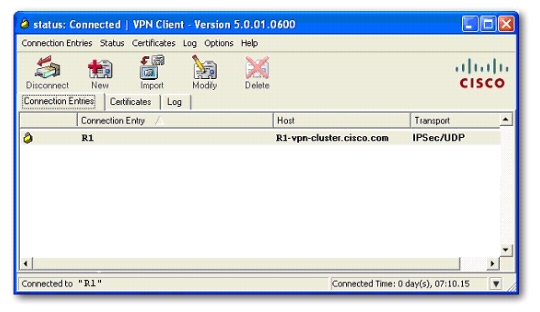 status: Connected | VPN Client - Version 5.0.01.0600
Connection Entries Status Certificates Log Options Help
Disconnect New Import Modify Delete
CISCO
Connection Entries Certificates Log
Connection Entry Host Transport
R1 R1-vpn-cluster.cisco.com IPSec/UDP
Connected to "R1" Connected Time: 0 day(s), 07:10.15